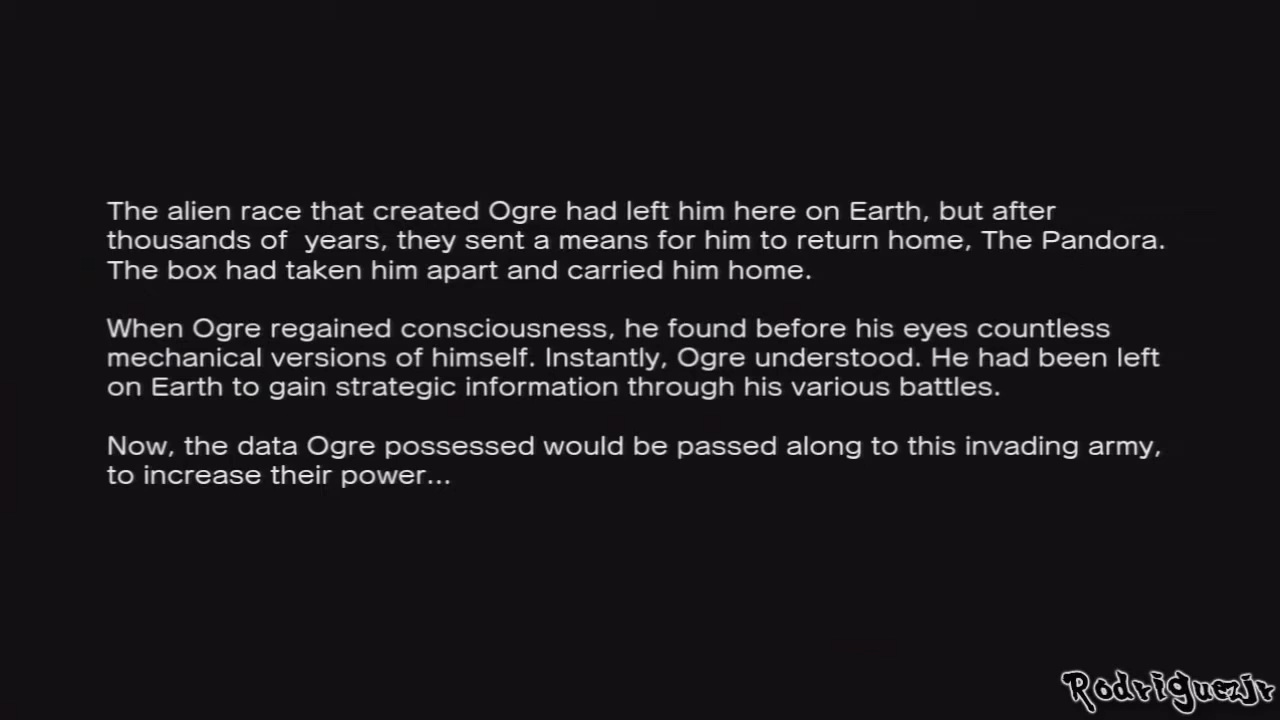 The alien race that created Ogre had left him here on Earth, but after
thousands of  years, they sent a means for him to return home, The Pandora.
The box had taken him apart and carried him home.
When Ogre regained consciousness, he found before his eyes countless
mechanical versions of himself. Instantly, Ogre understood. He had been left
on Earth to gain strategic information through his various battles.
Now, the data Ogre possessed would be passed along to this invading army,
to increase their power...
Rodriguezjr